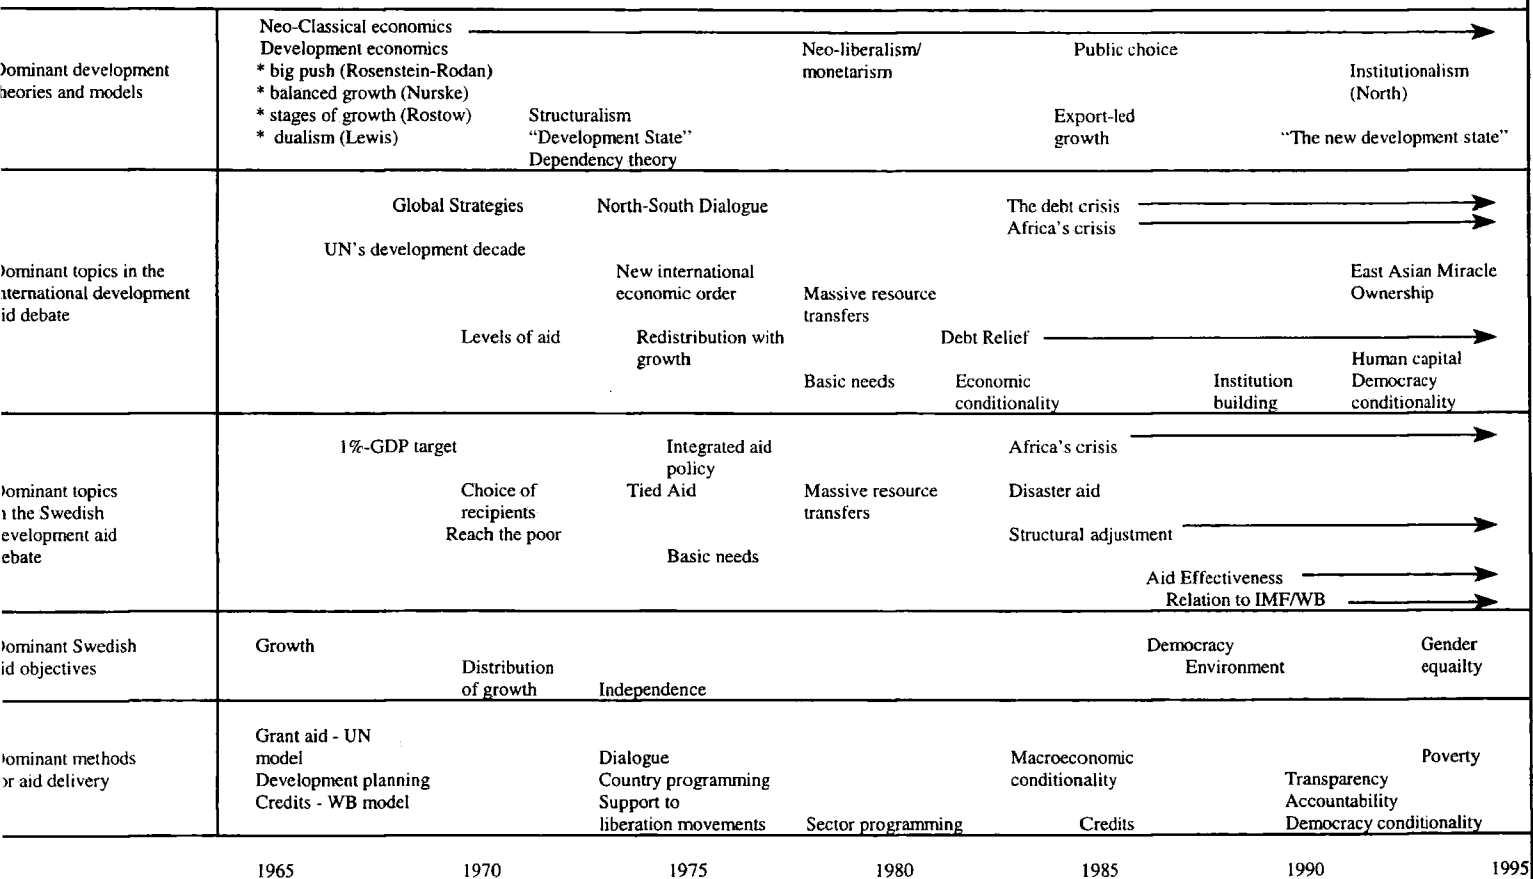 Neo-Classical economics
Development economics
Neo-liberalism/
Public choice
Dominant development
* big push (Rosenstein-Rodan)
monetarism
Institutionalism
theories and models
* balanced growth (Nurske)
(North)
* stages of growth (Rostow)
Structuralism
Export-led
* dualism (Lewis)
"Development State"
growth
"The new development state"
Dependency theory
Global Strategies
North-South Dialogue
The debt crisis
Africa's crisis
UN's development decade
Dominant topics in the
international development
aid debate
New international
economic order
Massive resource
transfers
East Asian Miracle
Ownership
Levels of aid
Redistribution with
growth
Debt Relief
Human capital
Basic needs
Economic
conditionality
Institution
building
Democracy
conditionality
1%-GDP target
Integrated aid
policy
Africa's crisis
Dominant topics
in the Swedish
development aid
debate
Choice of
recipients
Reach the poor
Tied Aid
Massive resource
transfers
Disaster aid
Structural adjustment
Basic needs
Aid Effectiveness
Relation to IMF/WB
Dominant Swedish
aid objectives
Growth
Distribution
of growth
Independence
Democracy
Environment
Gender
equailty
Dominant methods
or aid delivery
Grant aid - UN
model
Development planning
Credits - WB model
Dialogue
Country programming
Support to
liberation movements
Sector programming
Macroeconomic
conditionality
Credits
Poverty
Transparency
Accountability
Democracy conditionality
1965
1970
1975
1980
1985
1990
1995